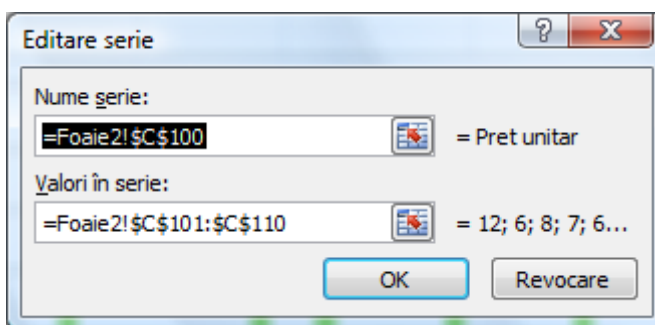 Editare serie
Nume serie:
=Foaie2!$C$100 = Pret unitar
Valori în serie:
=Foaie2!$C$101:$C$110 = 12; 6; 8; 7; 6...
OK Revocare